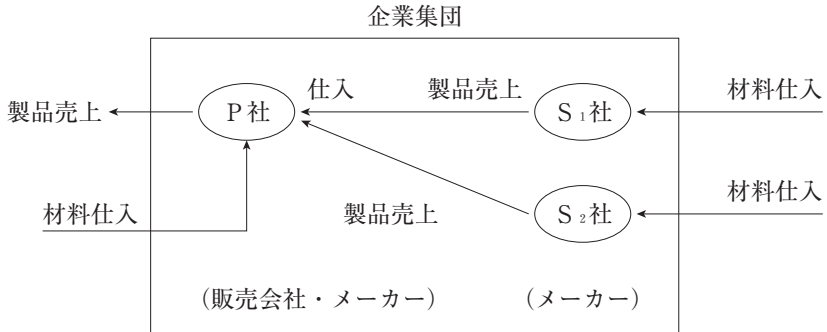 企業集団
仕入
製品売上
材料仕入
製品売上
P社
S₁社
材料仕入
材料仕入
製品売上
S₂社
(販売会社・メーカー)
(メーカー)